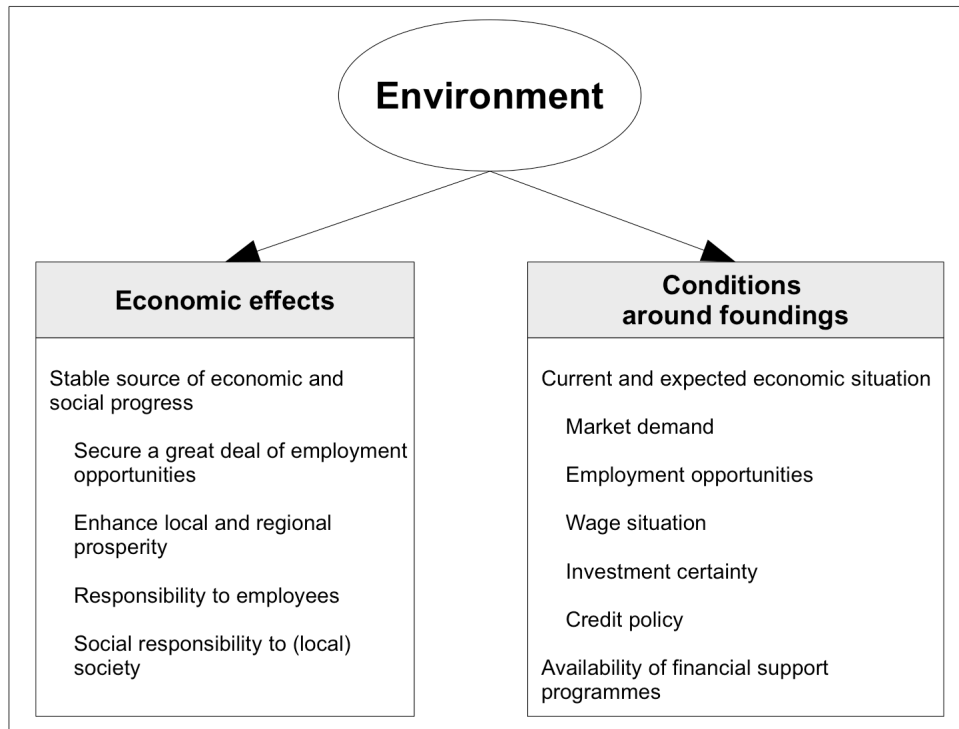 Environment
Economic effects
Stable source of economic and
social progress
Secure a great deal of employment
opportunities
Enhance local and regional
prosperity
Responsibility to employees
Social responsibility to (local)
society
Conditions
around foundings
Current and expected economic situation
Market demand
Employment opportunities
Wage situation
Investment certainty
Credit policy
Availability of financial support
programmes